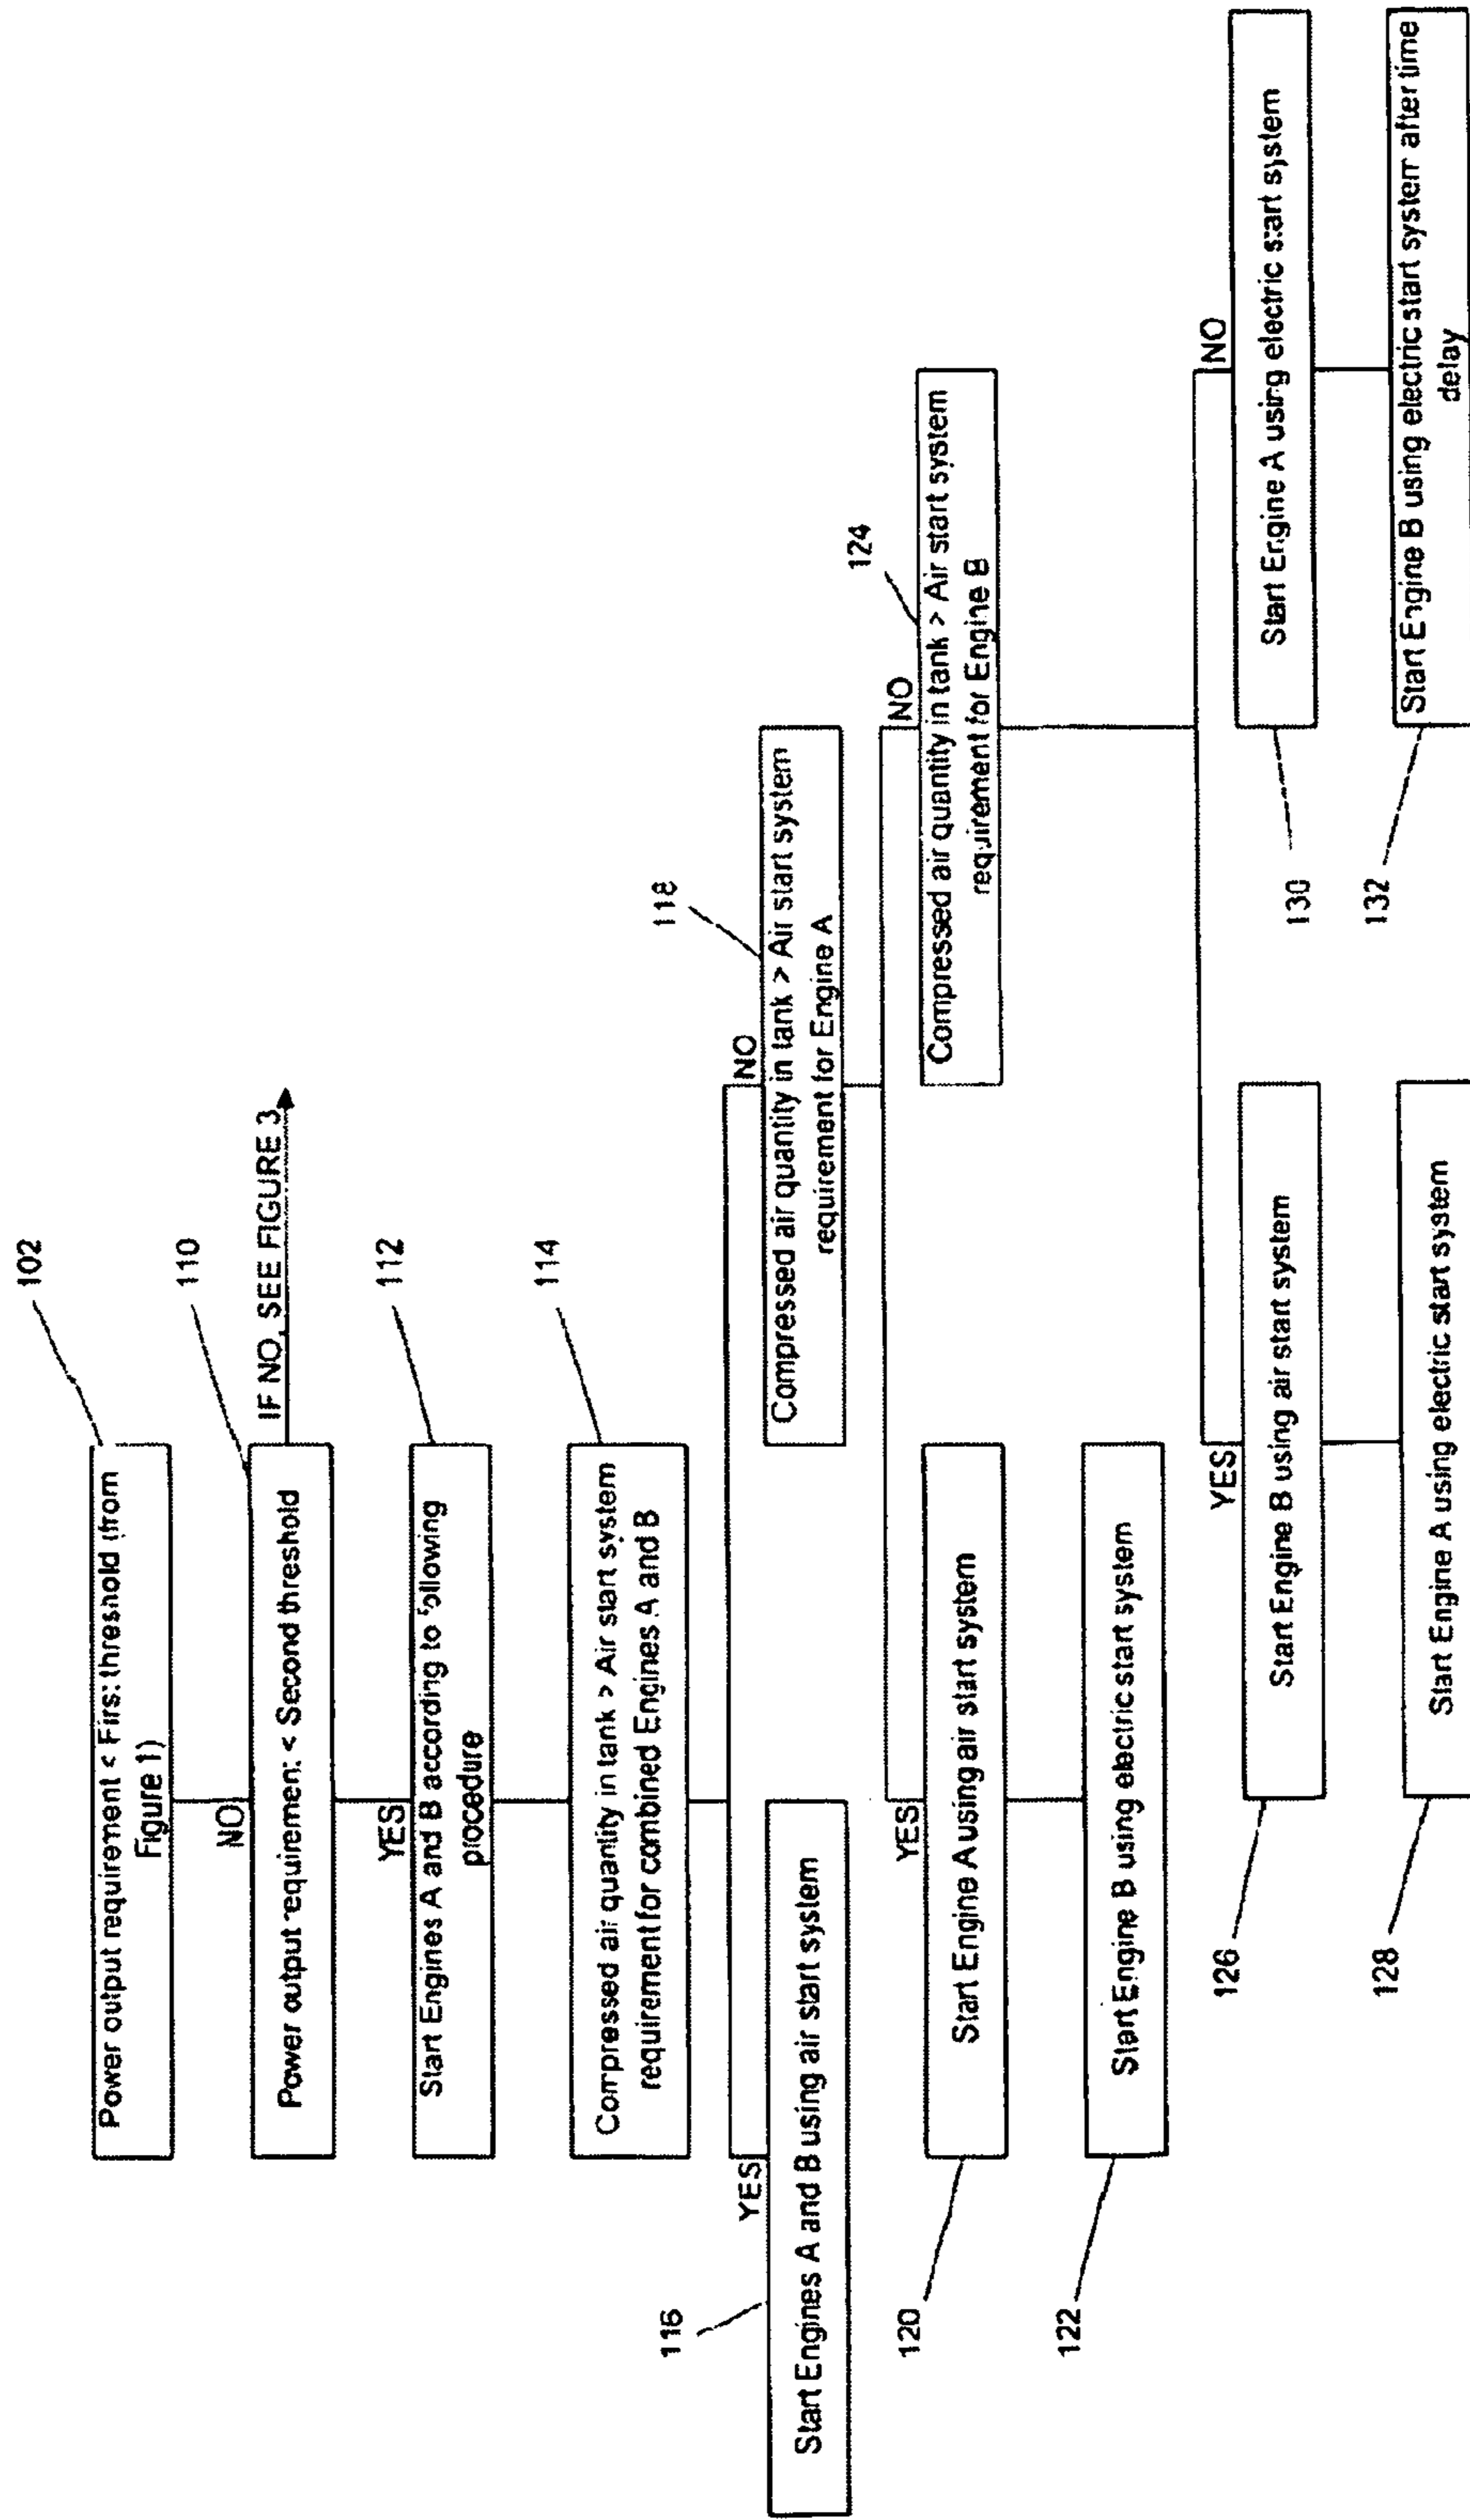 102
Power output requirement < First threshold (from
Figure 1)
NO
110
Power output requirement < Second threshold
IF NO, SEE FIGURE 3
YES
112
Start Engines A and B according to following
procedure
114
Compressed air quantity in tank > Air start system
requirement for combined Engines A and B
YES
NO
116
Start Engines A and B using air start system
118
Compressed air quantity in tank > Air start system
requirement for Engine A
YES
NO
120
Start Engine A using air start system
124
Compressed air quantity in tank > Air start system
requirement for Engine B
122
Start Engine B using electric start system
YES
NO
126
Start Engine B using air start system
130
Start Engine A using electric start system
128
Start Engine A using electric start system
132
Start Engine B using electric start system after time
delay